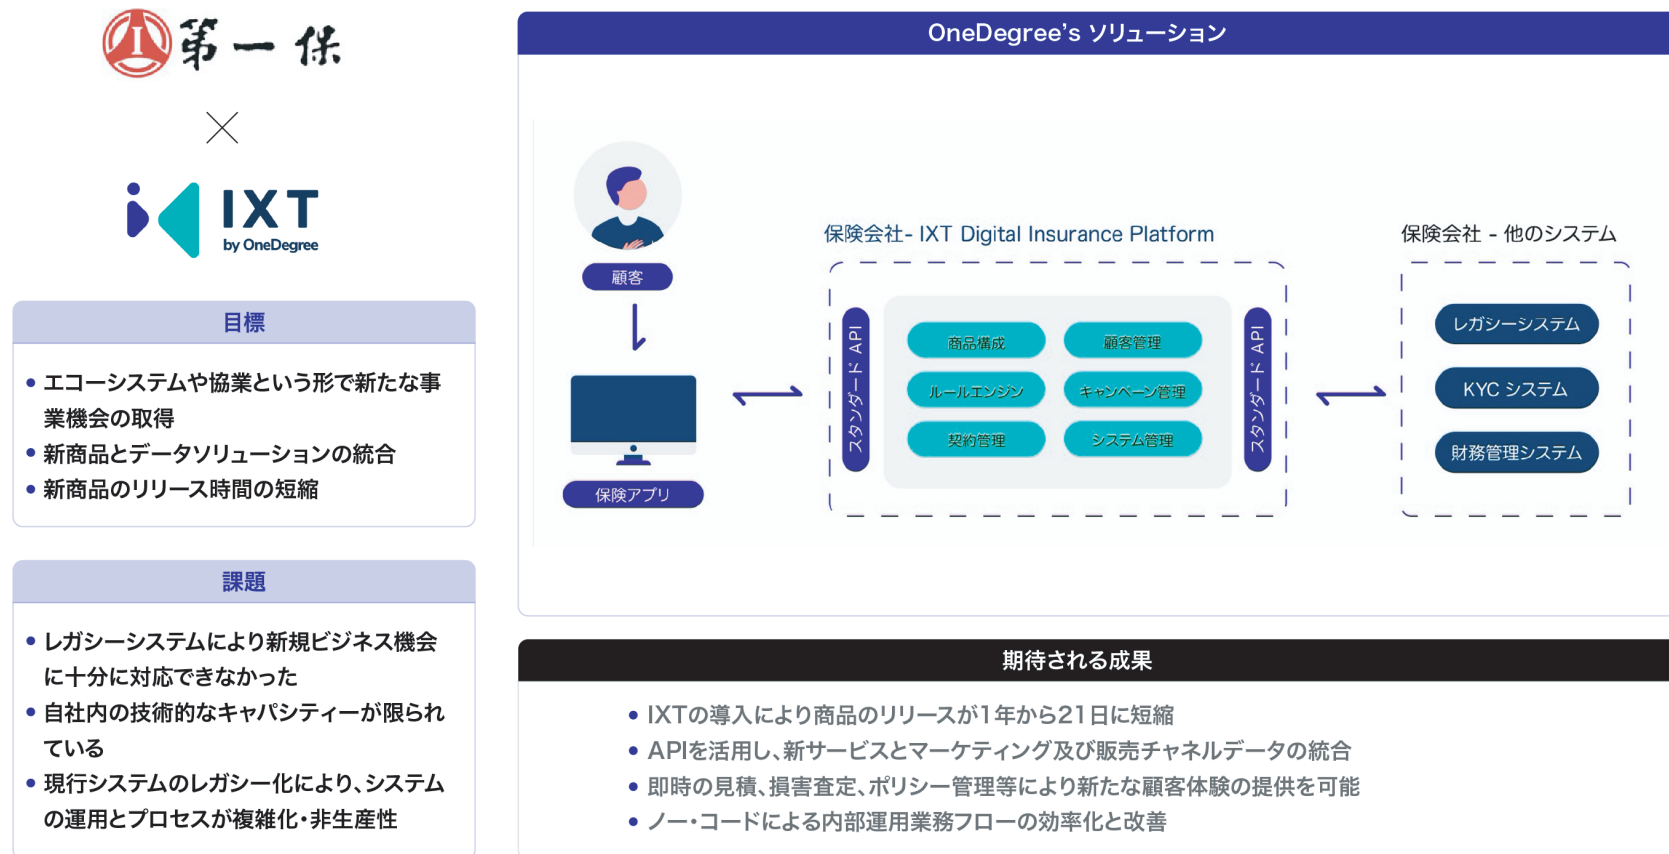 第一保
×
IXT
by OneDegree
目標
• エコーシステムや協業という形で新たな事
業機会の取得
• 新商品とデータソリューションの統合
• 新商品のリリース時間の短縮
課題
• レガシーシステムにより新規ビジネス機会
に十分に対応できなかった
• 自社内の技術的なキャパシティーが限られ
ている
• 現行システムのレガシー化により、システム
の運用とプロセスが複雑化・非生産性
OneDegree's ソリューション
顧客
保険アプリ
保険会社- IXT Digital Insurance Platform
スタンダード API
商品構成
顧客管理
ルールエンジン
キャンペーン管理
契約管理
システム管理
スタンダード API
保険会社 - 他のシステム
レガシーシステム
KYC システム
財務管理システム
期待される成果
• IXTの導入により商品のリリースが1年から21日に短縮
• APIを活用し、新サービスとマーケティング及び販売チャネルデータの統合
• 即時の見積、損害査定、ポリシー管理等により新たな顧客体験の提供を可能
• ノー・コードによる内部運用業務フローの効率化と改善